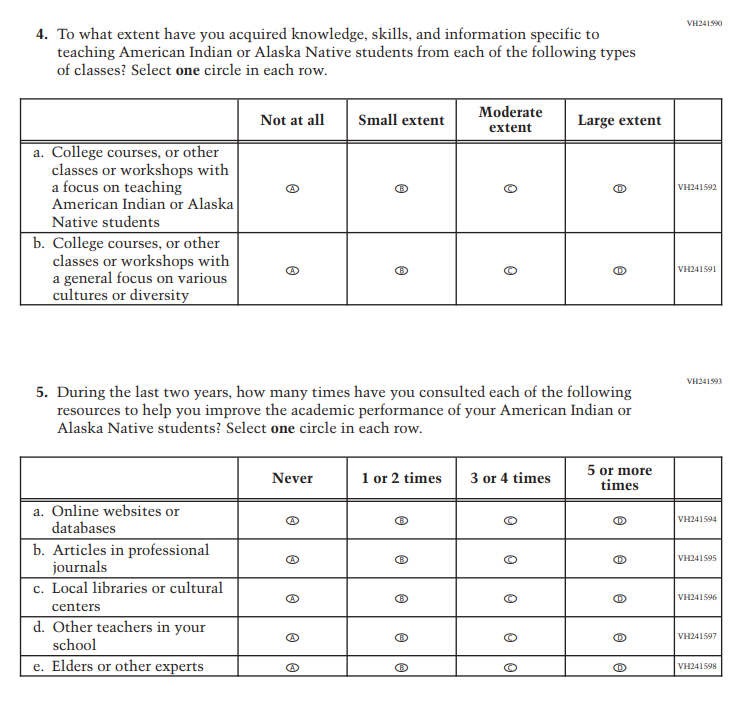 VH241590
4. To what extent have you acquired knowledge, skills, and information specific to
teaching American Indian or Alaska Native students from each of the following types
of classes? Select one circle in each row.
Not at all Small extent Moderate extent Large extent
a. College courses, or other
classes or workshops with
a focus on teaching
American Indian or Alaska
Native students
A B C D VH241592
b. College courses, or other
classes or workshops with
a general focus on various
cultures or diversity
A B C D VH241591
VH241593
5. During the last two years, how many times have you consulted each of the following
resources to help you improve the academic performance of your American Indian or
Alaska Native students? Select one circle in each row.
Never 1 or 2 times 3 or 4 times 5 or more times
a. Online websites or
databases
A B C D VH241594
b. Articles in professional
journals
A B C D VH241595
c. Local libraries or cultural
centers
A B C D VH241596
d. Other teachers in your
school
A B C D VH241597
e. Elders or other experts A B C D VH241598